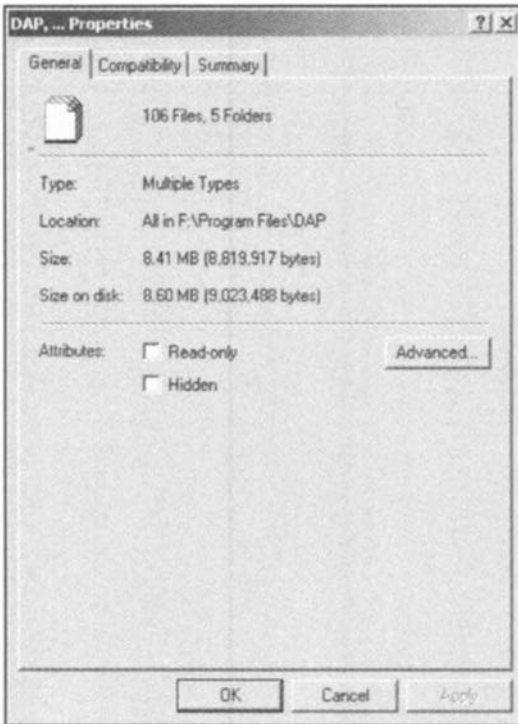 DAP, ... Properties
General Compatibility Summary
106 Files, 5 Folders
Type: Multiple Types
Location: All in F:\Program Files\DAP
Size: 8.41 MB (8,819,917 bytes)
Size on disk: 8.60 MB (9,023,488 bytes)
Attributes: Read-only Advanced...
Hidden
OK Cancel Apply